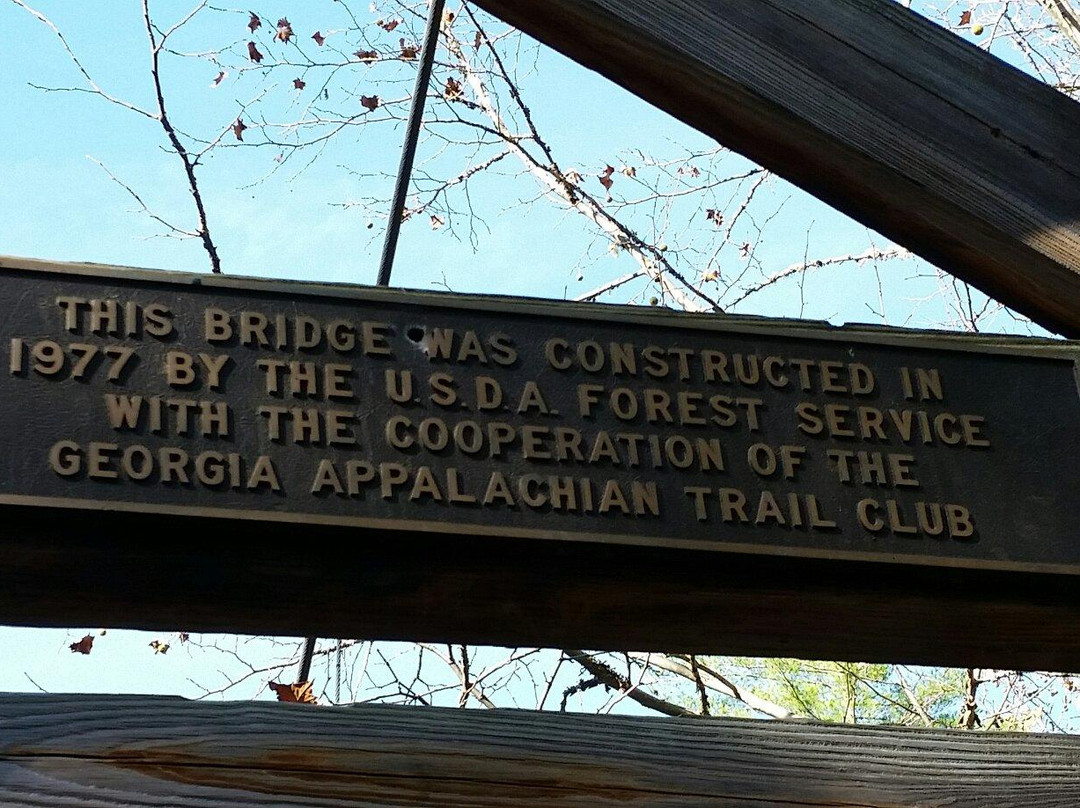 THIS BRIDGE WAS CONSTRUCTED IN
1977 BY THE U.S.D.A. FOREST SERVICE
WITH THE COOPERATION OF THE
GEORGIA APPALACHIAN TRAIL CLUB